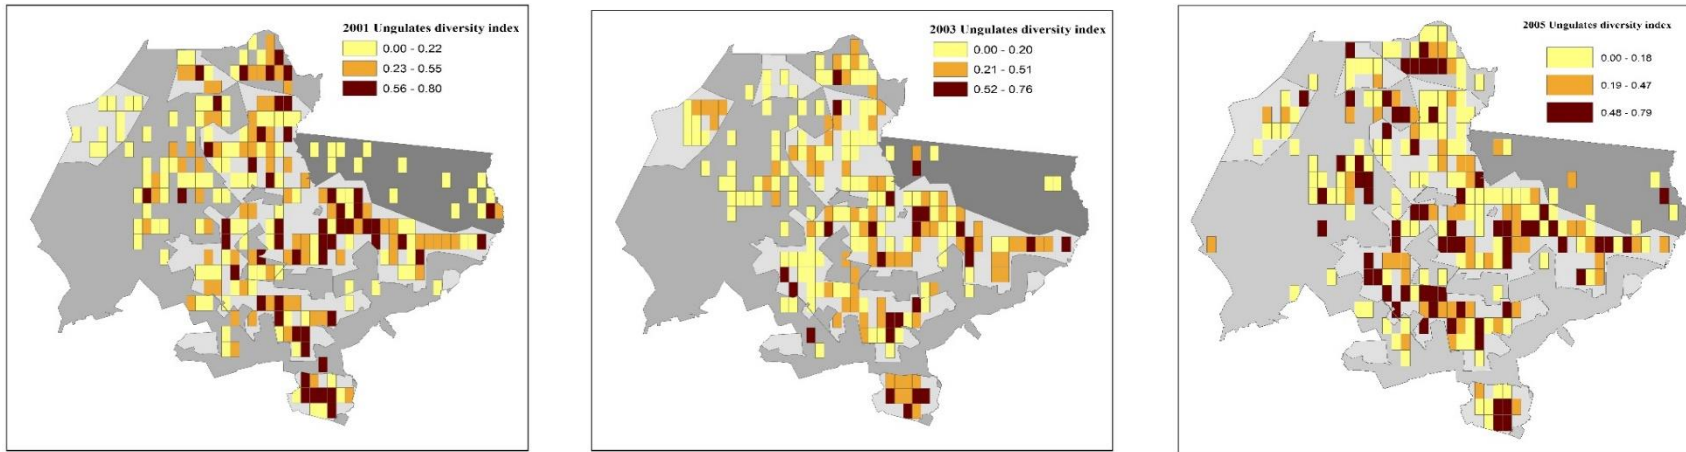 2001 Ungulates diversity index
0.00 - 0.22
0.23 - 0.55
0.56 - 0.80
2003 Ungulates diversity index
0.00 - 0.20
0.21 - 0.51
0.52 - 0.76
2005 Ungulates diversity index
0.00 - 0.18
0.19 - 0.47
0.48 - 0.79